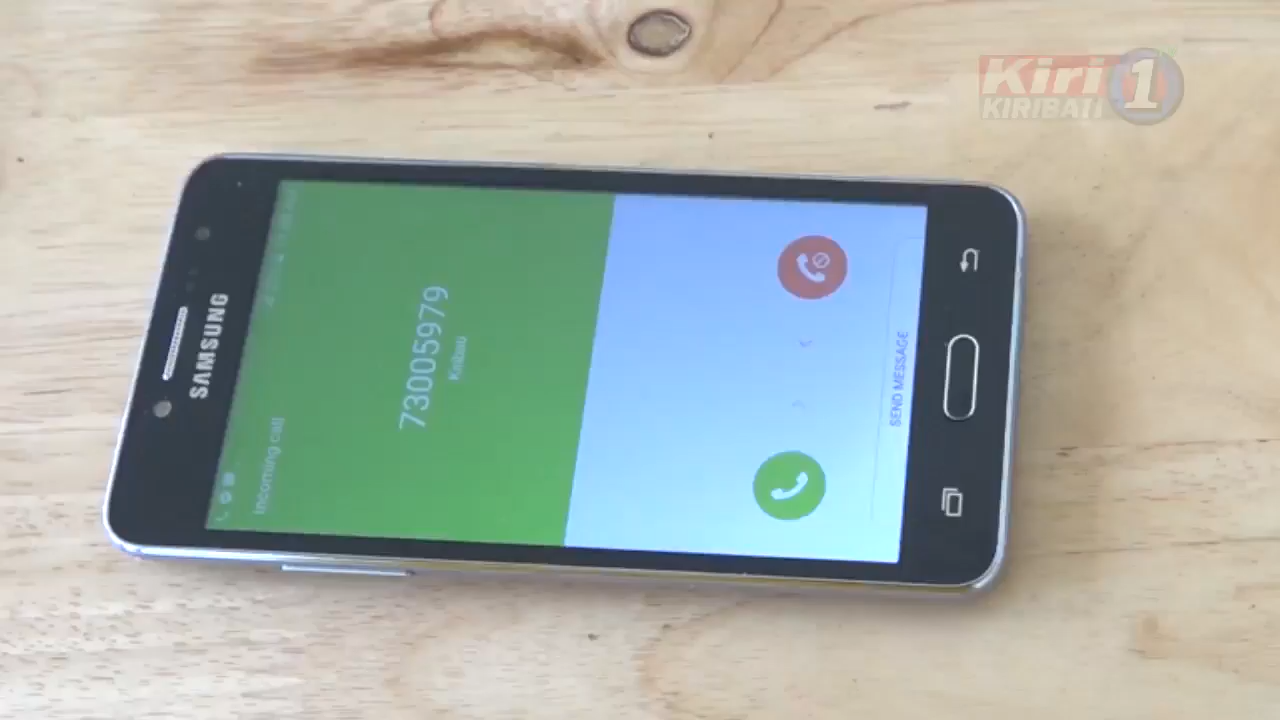 Kiri 1
KIRIBATI
SAMSUNG
Incoming call
73005979
Kiribati
SEND MESSAGE